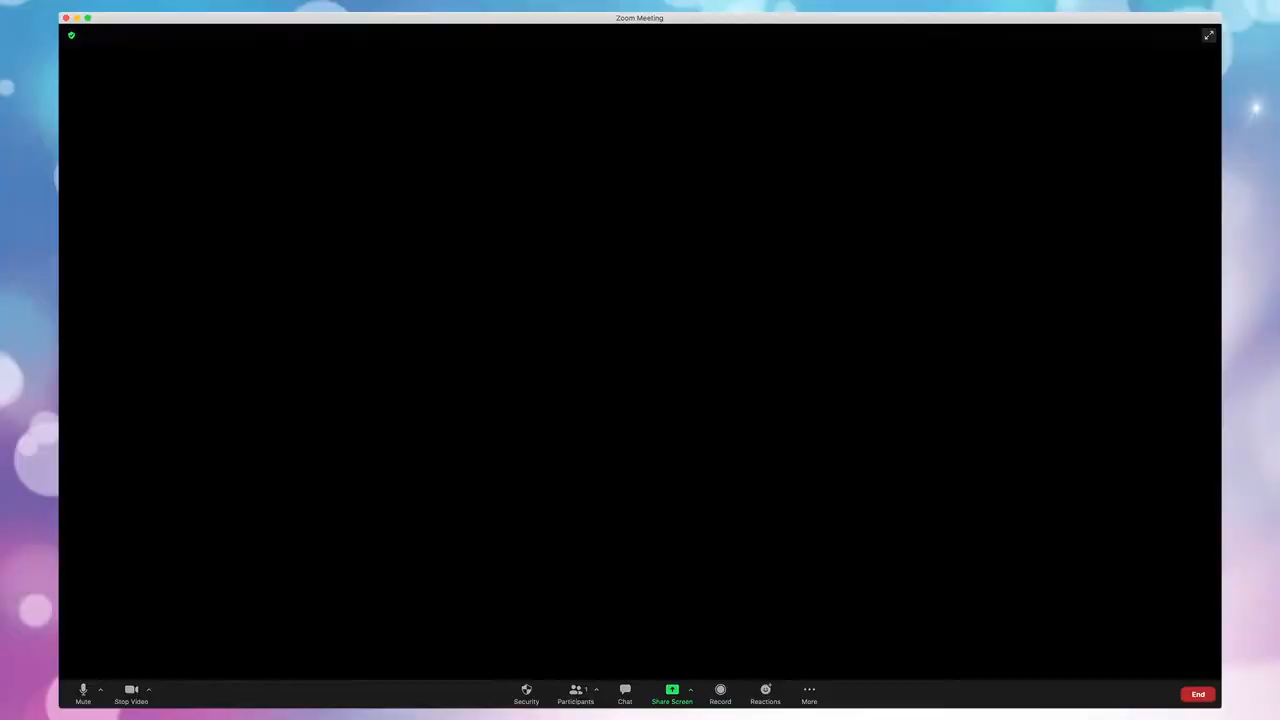 Zoom Meeting
Mute
Stop Video
Security
1
Participants
Chat
Share Screen
Record
Reactions
More
End